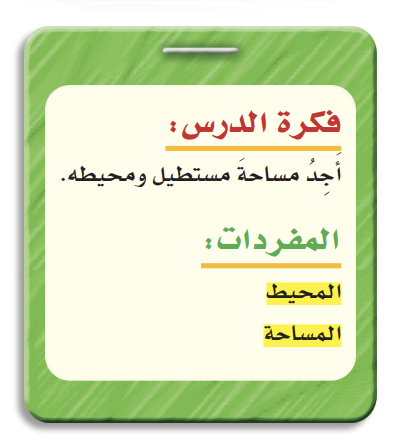 فكرة الدرس:
أَجِدُ مساحةَ مستطيل ومحيطه.
المفردات:
المحيط
المساحة